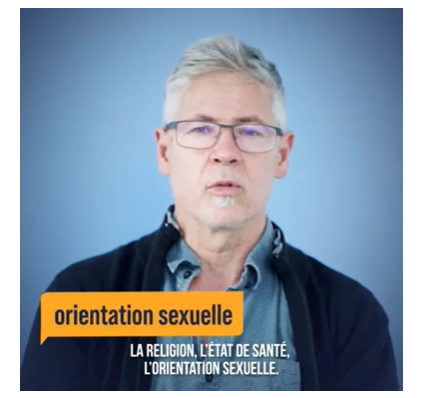 orientation sexuelle
LA RELIGION, L'ÉTAT DE SANTÉ,
L'ORIENTATION SEXUELLE.